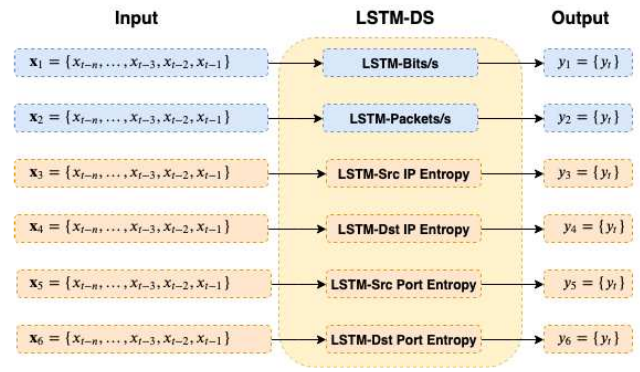 Input LSTM-DS Output
x₁ = {xₜ₋ₙ, . . . , xₜ₋₃, xₜ₋₂, xₜ₋₁} LSTM-Bits/s y₁ = {yₜ}
x₂ = {xₜ₋ₙ, . . . , xₜ₋₃, xₜ₋₂, xₜ₋₁} LSTM-Packets/s y₂ = {yₜ}
x₃ = {xₜ₋ₙ, . . . , xₜ₋₃, xₜ₋₂, xₜ₋₁} LSTM-Src IP Entropy y₃ = {yₜ}
x₄ = {xₜ₋ₙ, . . . , xₜ₋₃, xₜ₋₂, xₜ₋₁} LSTM-Dst IP Entropy y₄ = {yₜ}
x₅ = {xₜ₋ₙ, . . . , xₜ₋₃, xₜ₋₂, xₜ₋₁} LSTM-Src Port Entropy y₅ = {yₜ}
x₆ = {xₜ₋ₙ, . . . , xₜ₋₃, xₜ₋₂, xₜ₋₁} LSTM-Dst Port Entropy y₆ = {yₜ}